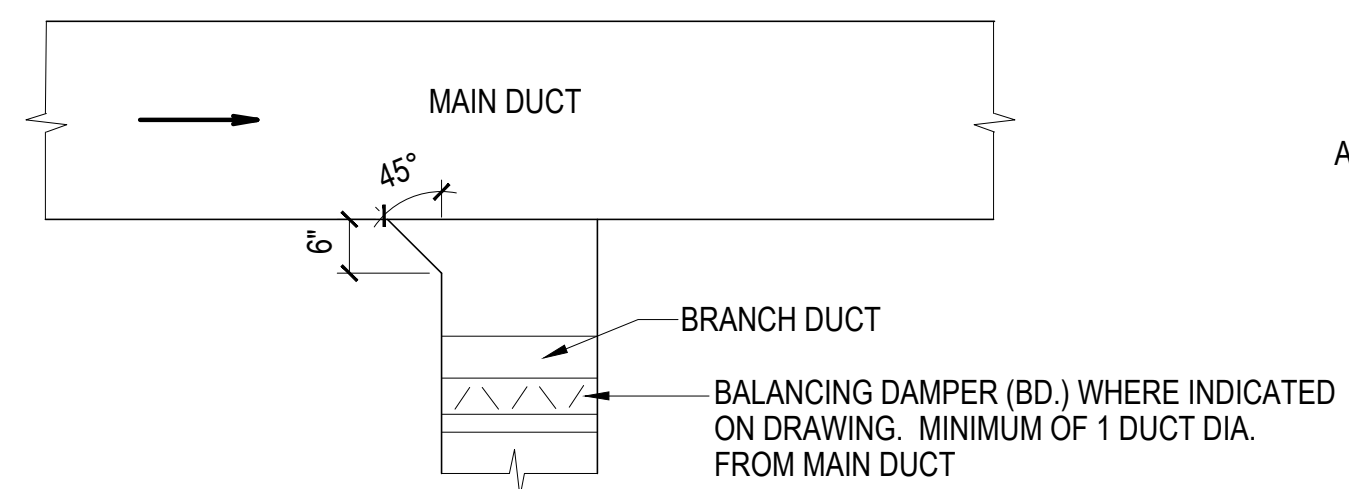 MAIN DUCT
A
45°
6"
BRANCH DUCT
BALANCING DAMPER (BD.) WHERE INDICATED
ON DRAWING. MINIMUM OF 1 DUCT DIA.
FROM MAIN DUCT